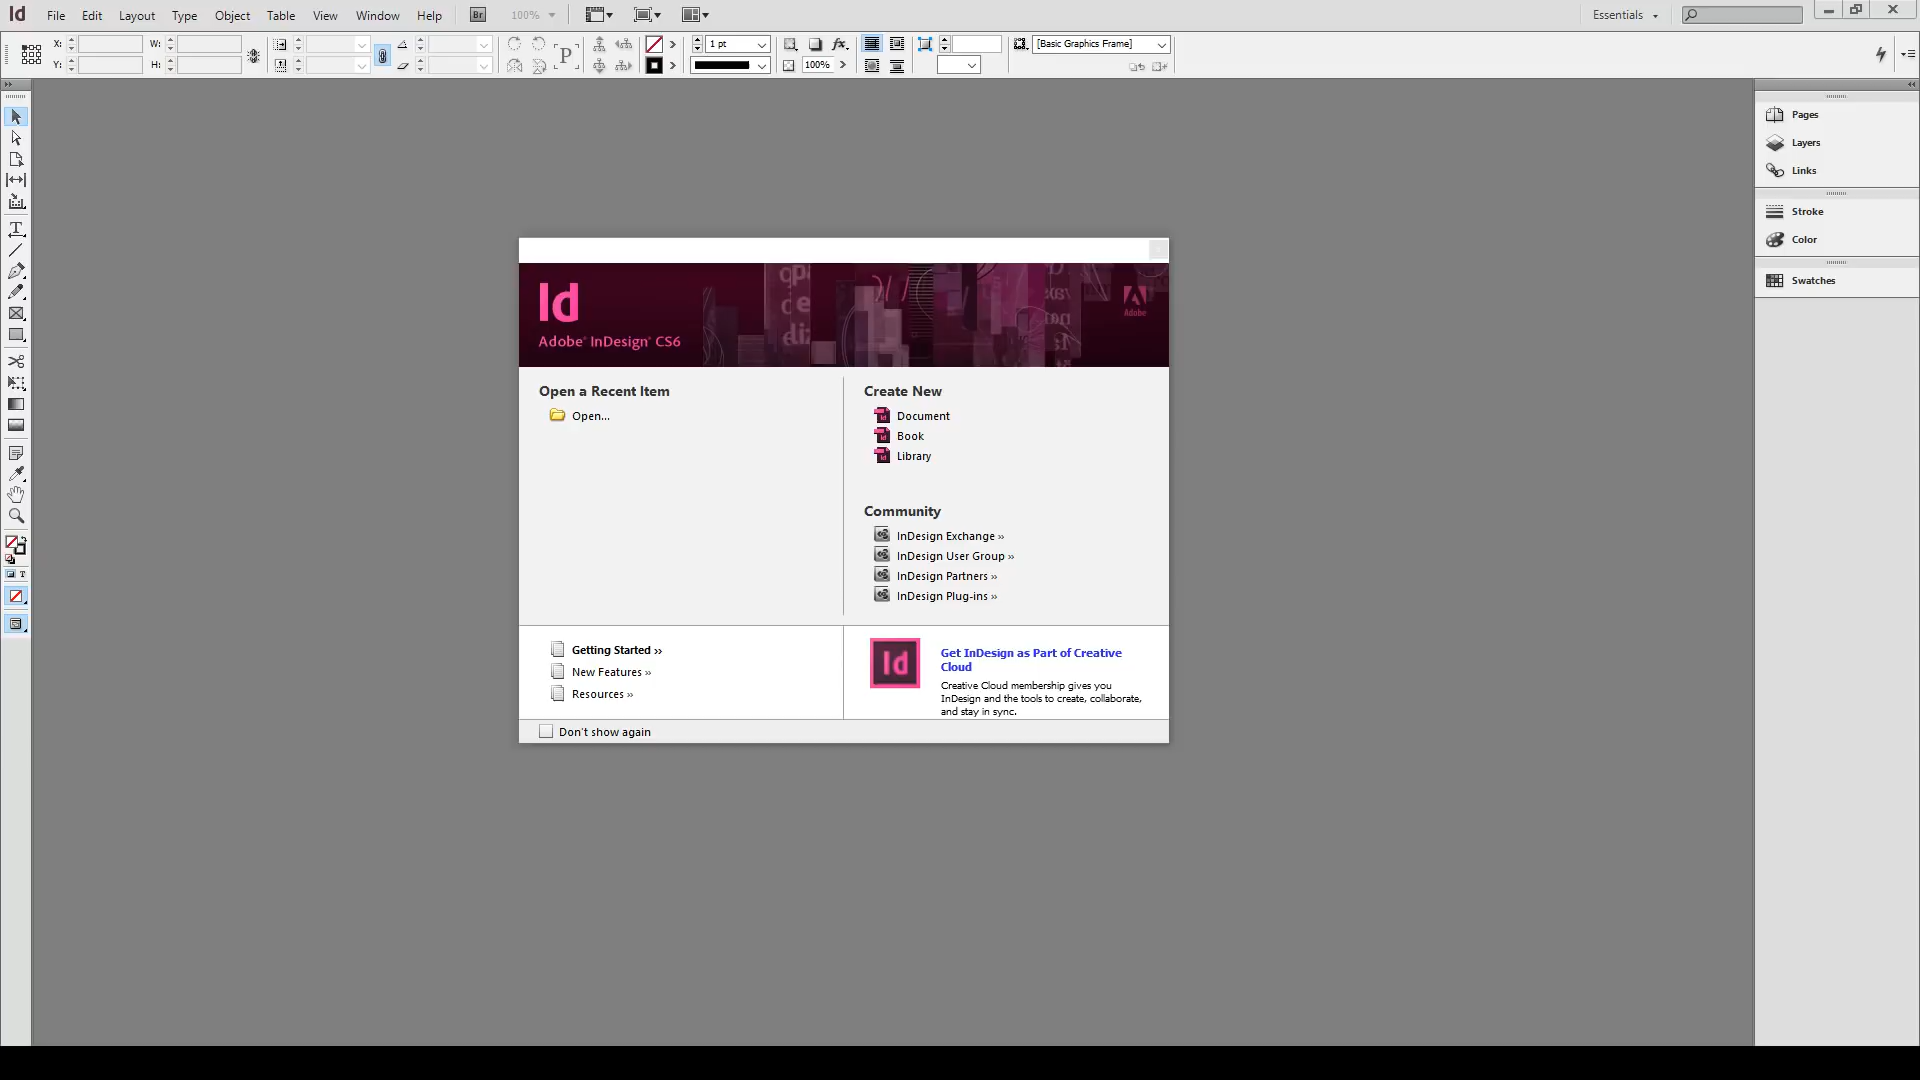 Id File Edit Layout Type Object Table View Window Help Br 100% Essentials
X: W: 1 pt [Basic Graphics Frame]
Y: H: P 100%
Pages
Layers
Links
Stroke
Color
Swatches
Id
Adobe® InDesign® CS6
Adobe
Open a Recent Item
Open...
Create New
Document
Book
Library
Community
InDesign Exchange »
InDesign User Group »
InDesign Partners »
InDesign Plug-ins »
Getting Started »
New Features »
Resources »
Id
Get InDesign as Part of Creative
Cloud
Creative Cloud membership gives you
InDesign and the tools to create, collaborate,
and stay in sync.
Don't show again